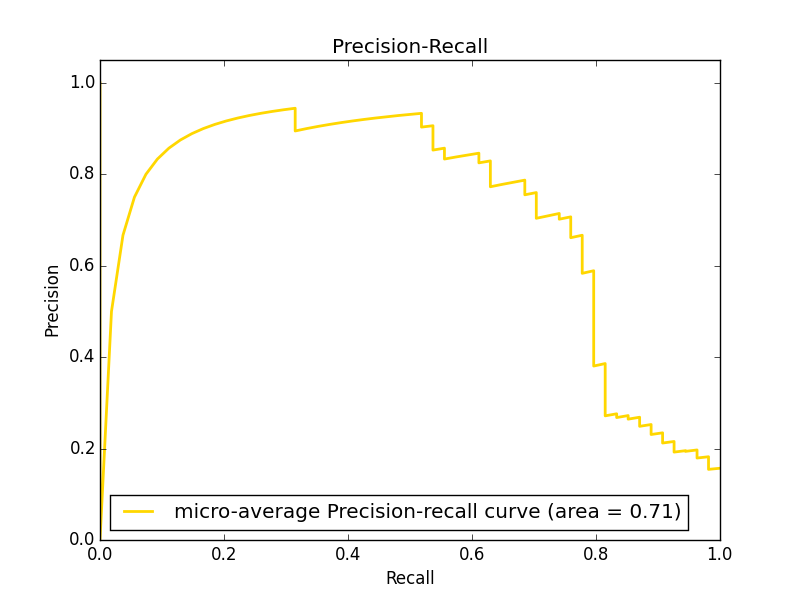 Precision-Recall
1.0
0.8
0.6
0.4
0.2
0.0
Precision
0.0 0.2 0.4 0.6 0.8 1.0
Recall
micro-average Precision-recall curve (area = 0.71)